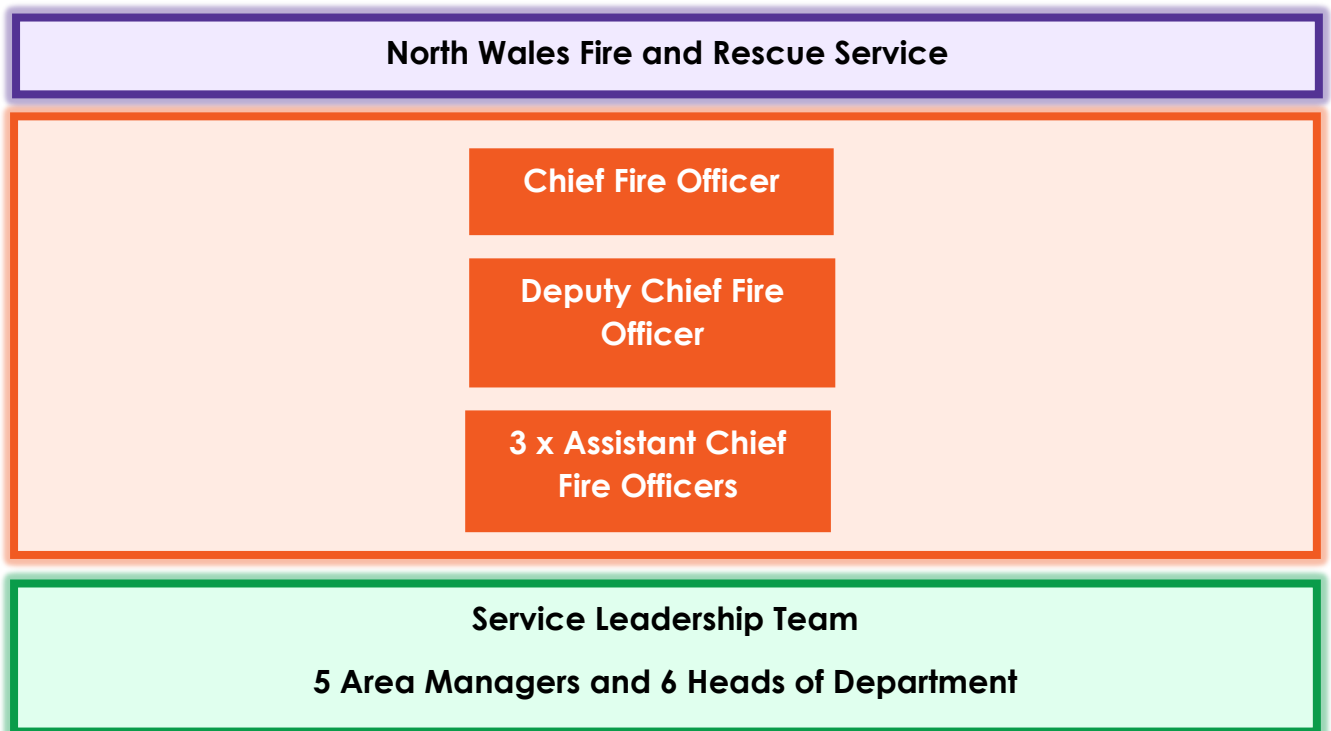 North Wales Fire and Rescue Service
Chief Fire Officer
Deputy Chief Fire
Officer
3 x Assistant Chief
Fire Officers
Service Leadership Team
5 Area Managers and 6 Heads of Department